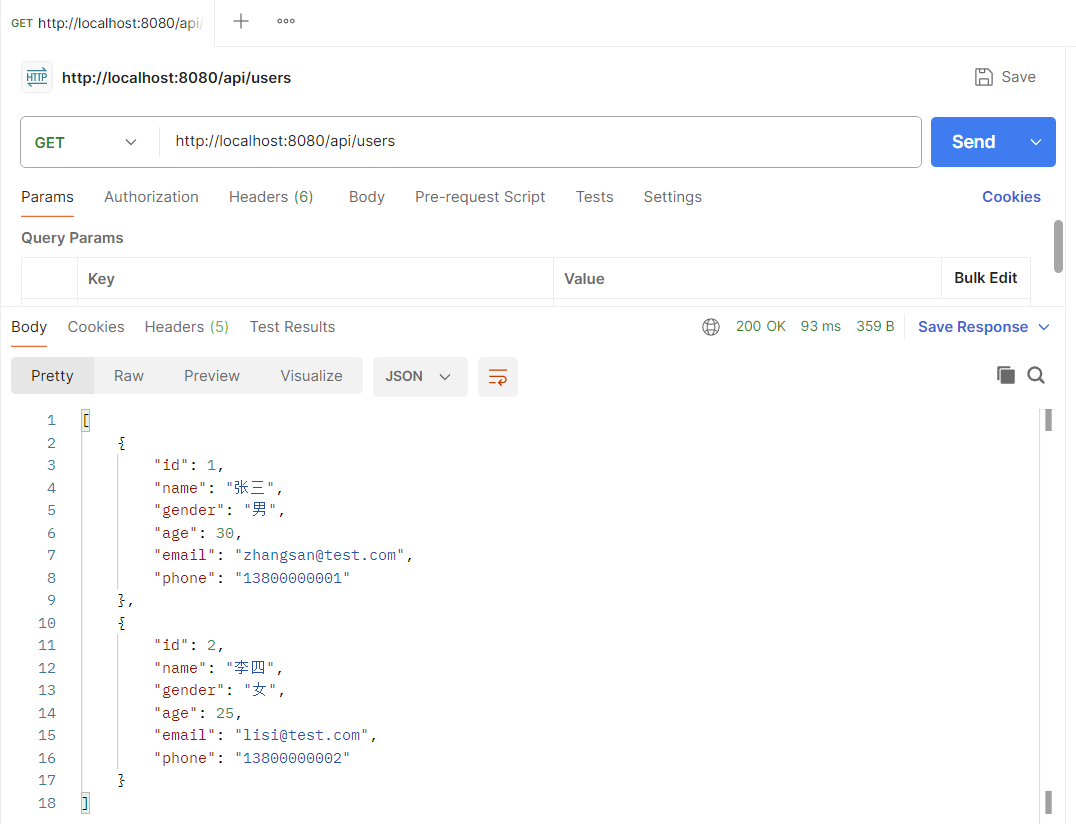 GET http://localhost:8080/api/
HTTP http://localhost:8080/api/users Save
GET http://localhost:8080/api/users Send
Params Authorization Headers (6) Body Pre-request Script Tests Settings Cookies
Query Params
Key Value Bulk Edit
Body Cookies Headers (5) Test Results 200 OK 93 ms 359 B Save Response
Pretty Raw Preview Visualize JSON
1 [
2 {
3 "id": 1,
4 "name": "张三",
5 "gender": "男",
6 "age": 30,
7 "email": "zhangsan@test.com",
8 "phone": "13800000001"
9 },
10 {
11 "id": 2,
12 "name": "李四",
13 "gender": "女",
14 "age": 25,
15 "email": "lisi@test.com",
16 "phone": "13800000002"
17 }
18 ]